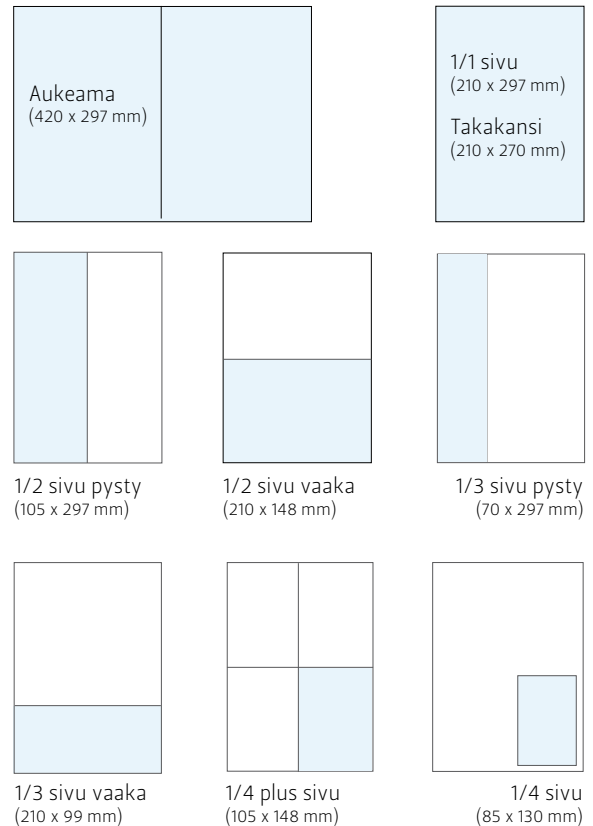 Aukeama
(420 x 297 mm)
1/1 sivu
(210 x 297 mm)
Takakansi
(210 x 270 mm)
1/2 sivu pysty
(105 x 297 mm)
1/2 sivu vaaka
(210 x 148 mm)
1/3 sivu pysty
(70 x 297 mm)
1/3 sivu vaaka
(210 x 99 mm)
1/4 plus sivu
(105 x 148 mm)
1/4 sivu
(85 x 130 mm)